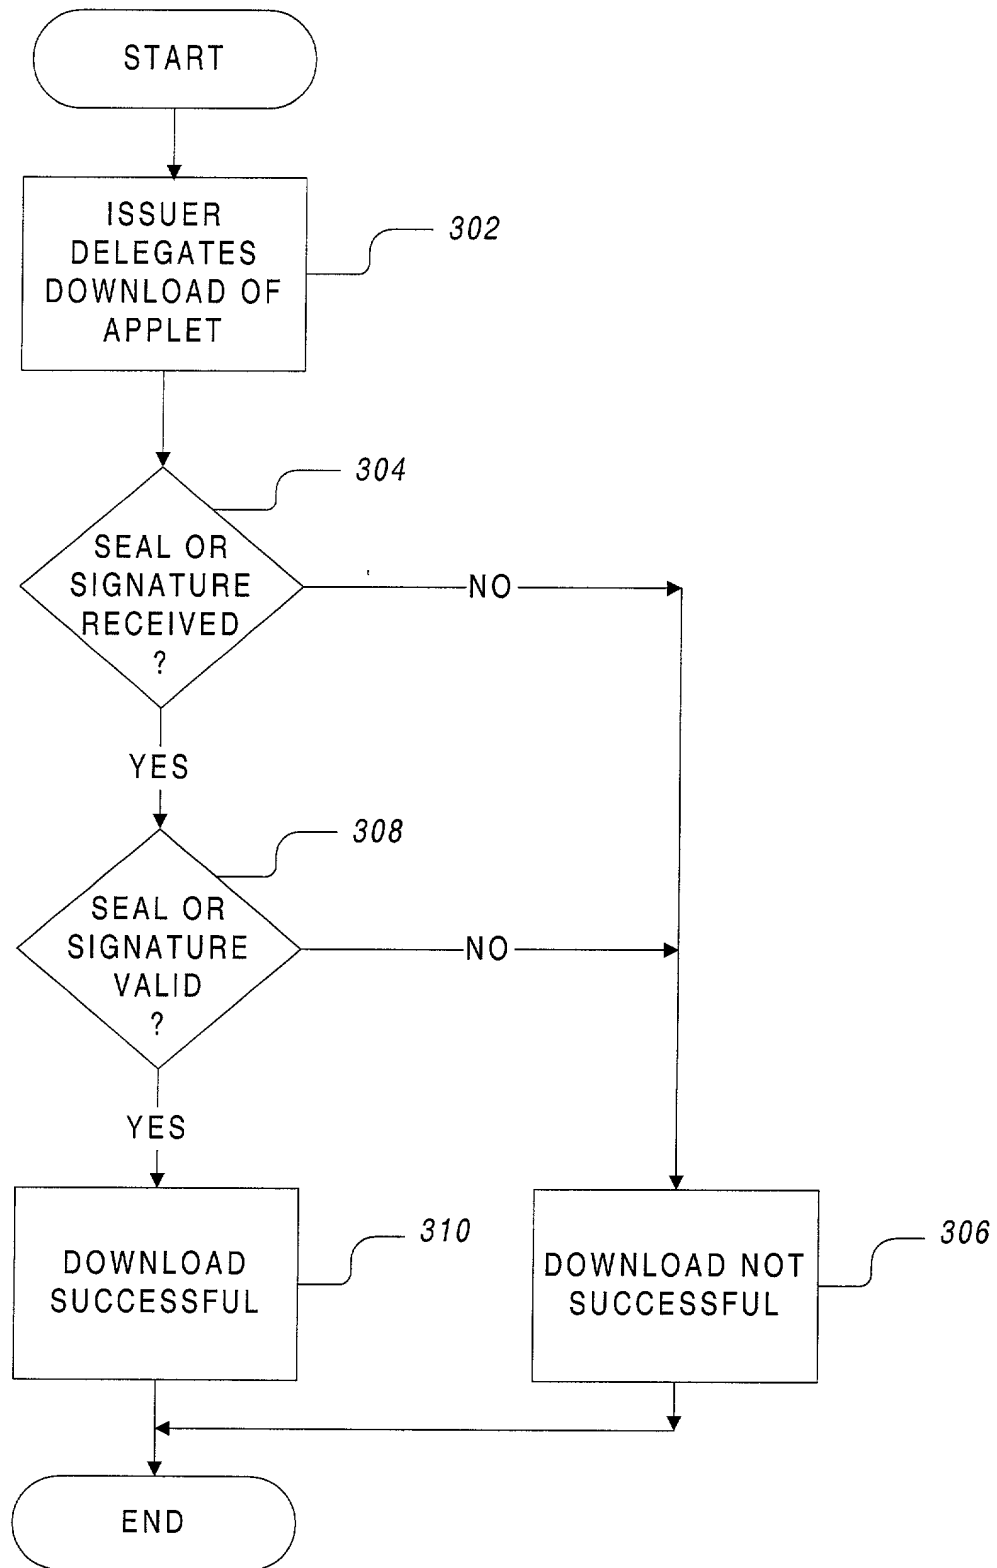 START
ISSUER
DELEGATES
DOWNLOAD OF
APPLET
302
304
SEAL OR
SIGNATURE
RECEIVED
?
NO
YES
308
SEAL OR
SIGNATURE
VALID
?
NO
YES
310
DOWNLOAD
SUCCESSFUL
306
DOWNLOAD NOT
SUCCESSFUL
END